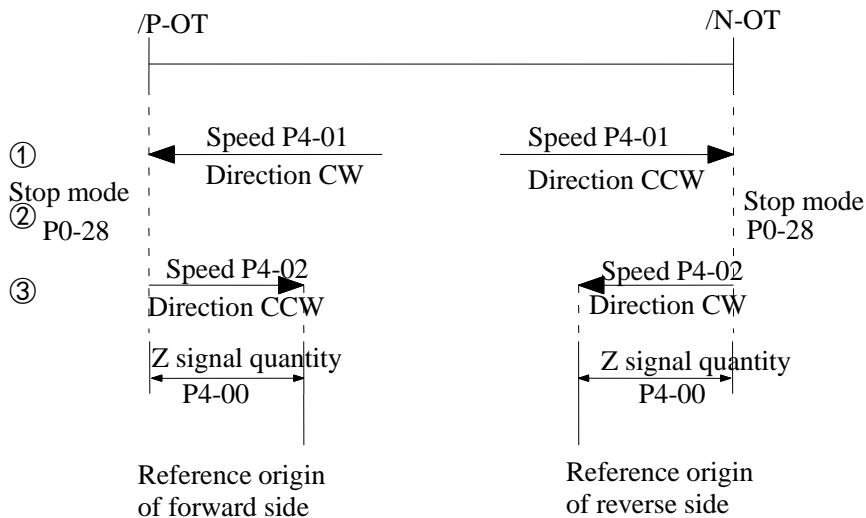 /P-OT
/N-OT
①
Speed P4-01
Direction CW
Speed P4-01
Direction CCW
Stop mode
② P0-28
Stop mode
P0-28
③
Speed P4-02
Direction CCW
Speed P4-02
Direction CW
Z signal quantity
P4-00
Z signal quantity
P4-00
Reference origin
of forward side
Reference origin
of reverse side